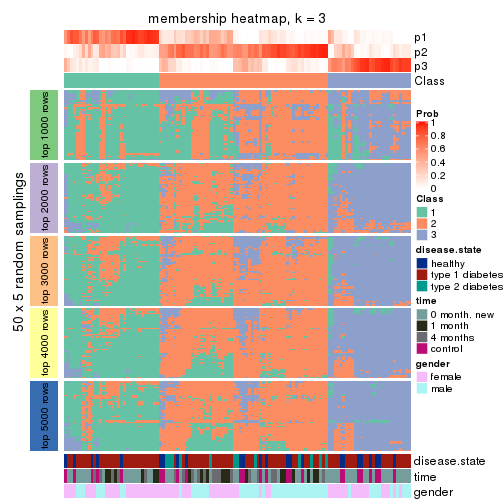 membership heatmap, k = 3
p1
p2
p3
Class
50 x 5 random samplings
top 1000 rows
top 2000 rows
top 3000 rows
top 4000 rows
top 5000 rows
Prob
1
0.8
0.6
0.4
0.2
0
Class
1
2
3
disease.state
healthy
type 1 diabetes
type 2 diabetes
time
0 month. new
1 month
4 months
control
gender
female
male
disease.state
time
gender